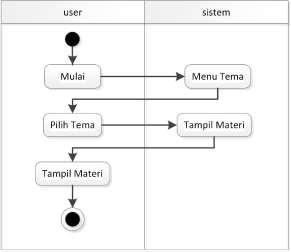 user sistem
Mulai Menu Tema
Pilih Tema Tampil Materi
Tampil Materi